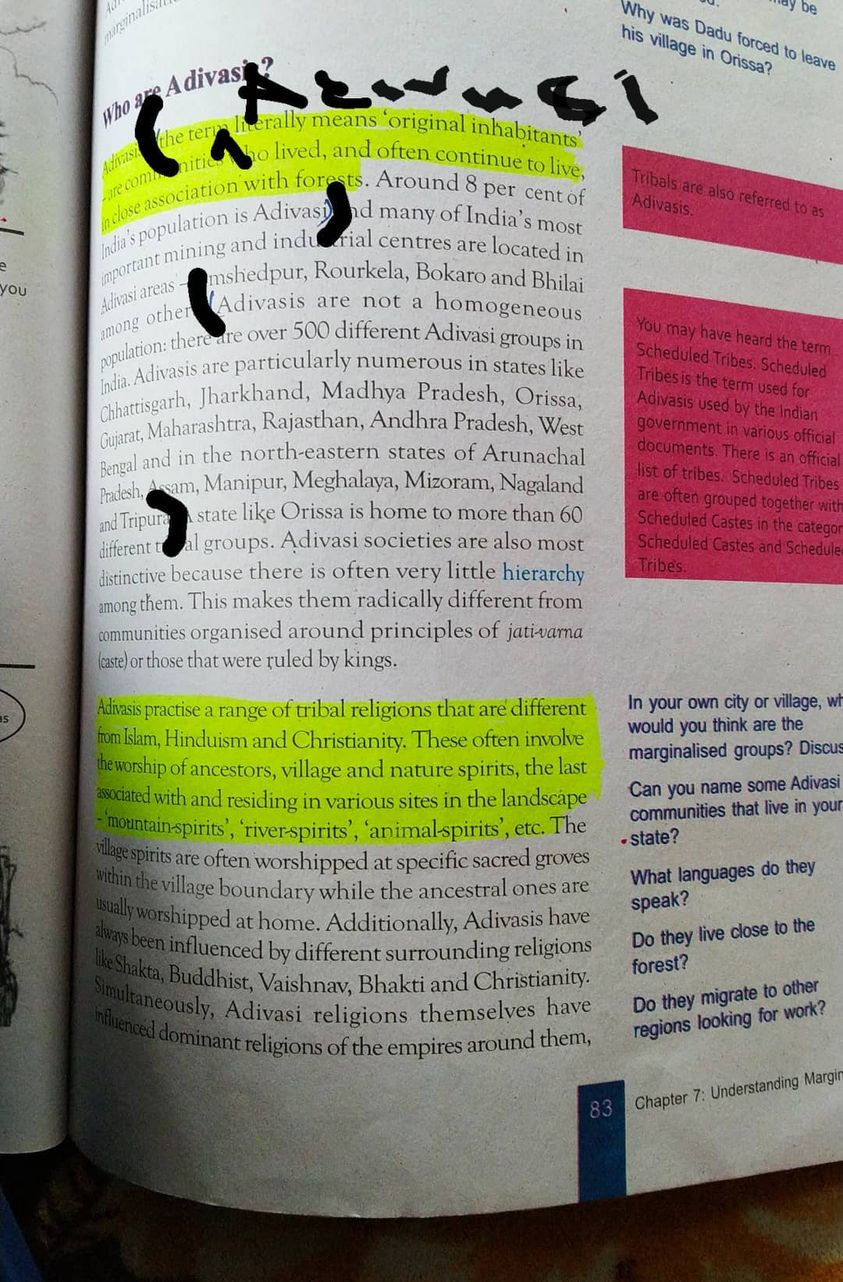 marginalis
Who are Adivasis?
Adivasis – the term literally means 'original inhabitants'
– are communities who lived, and often continue to live,
in close association with forests. Around 8 per cent of
India's population is Adivasi and many of India's most
important mining and industrial centres are located in
Adivasi areas – Jamshedpur, Rourkela, Bokaro and Bhilai
among others. Adivasis are not a homogeneous
population: there are over 500 different Adivasi groups in
India. Adivasis are particularly numerous in states like
Chhattisgarh, Jharkhand, Madhya Pradesh, Orissa,
Gujarat, Maharashtra, Rajasthan, Andhra Pradesh, West
Bengal and in the north-eastern states of Arunachal
Pradesh, Assam, Manipur, Meghalaya, Mizoram, Nagaland
and Tripura. A state like Orissa is home to more than 60
different tribal groups. Adivasi societies are also most
distinctive because there is often very little hierarchy
among them. This makes them radically different from
communities organised around principles of jati-varna
(caste) or those that were ruled by kings.
Adivasis practise a range of tribal religions that are different
from Islam, Hinduism and Christianity. These often involve
the worship of ancestors, village and nature spirits, the last
associated with and residing in various sites in the landscape
– 'mountain-spirits', 'river-spirits', 'animal-spirits', etc. The
village spirits are often worshipped at specific sacred groves
within the village boundary while the ancestral ones are
usually worshipped at home. Additionally, Adivasis have
always been influenced by different surrounding religions
like Shakta, Buddhist, Vaishnav, Bhakti and Christianity.
Simultaneously, Adivasi religions themselves have
influenced dominant religions of the empires around them,
ay be
Why was Dadu forced to leave
his village in Orissa?
Tribals are also referred to as
Adivasis.
You may have heard the term
Scheduled Tribes. Scheduled
Tribes is the term used for
Adivasis used by the Indian
government in various official
documents. There is an official
list of tribes. Scheduled Tribes
are often grouped together with
Scheduled Castes in the categor
Scheduled Castes and Schedule
Tribes.
In your own city or village, wh
would you think are the
marginalised groups? Discus
Can you name some Adivasi
communities that live in your
state?
What languages do they
speak?
Do they live close to the
forest?
Do they migrate to other
regions looking for work?
83
Chapter 7: Understanding Margin
you